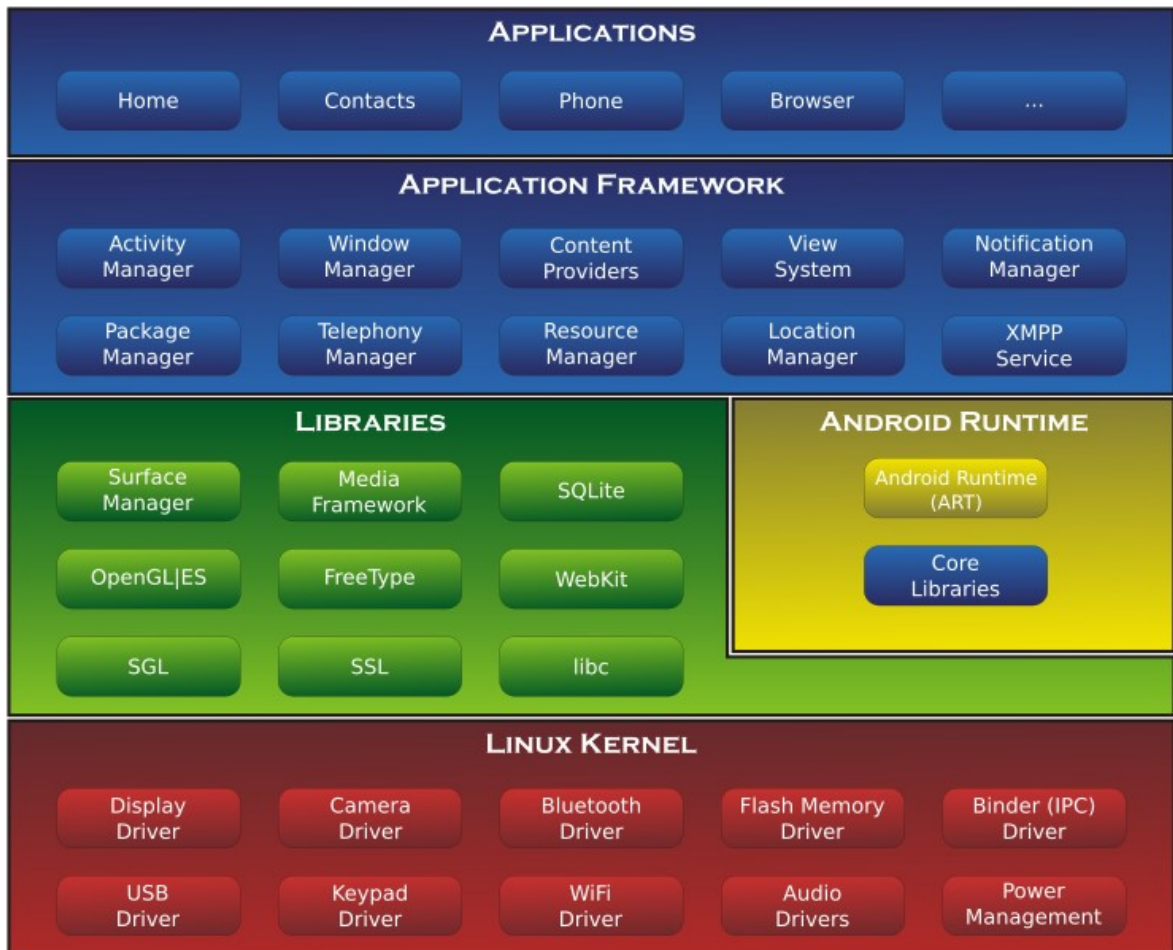 APPLICATIONS
Home
Contacts
Phone
Browser
...
APPLICATION FRAMEWORK
Activity
Manager
Window
Manager
Content
Providers
View
System
Notification
Manager
Package
Manager
Telephony
Manager
Resource
Manager
Location
Manager
XMPP
Service
LIBRARIES
Surface
Manager
Media
Framework
SQLite
OpenGL|ES
FreeType
WebKit
SGL
SSL
libc
ANDROID RUNTIME
Android Runtime
(ART)
Core
Libraries
LINUX KERNEL
Display
Driver
Camera
Driver
Bluetooth
Driver
Flash Memory
Driver
Binder (IPC)
Driver
USB
Driver
Keypad
Driver
WiFi
Driver
Audio
Drivers
Power
Management